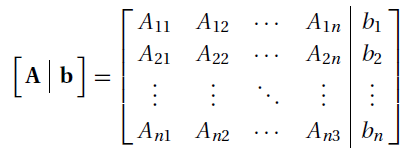 [A | b] = [A₁₁ A₁₂ ⋯ A₁ₙ | b₁
A₂₁ A₂₂ ⋯ A₂ₙ | b₂
⋮ ⋮ ⋱ ⋮ | ⋮
Aₙ₁ Aₙ₂ ⋯ Aₙ₃ | bₙ]